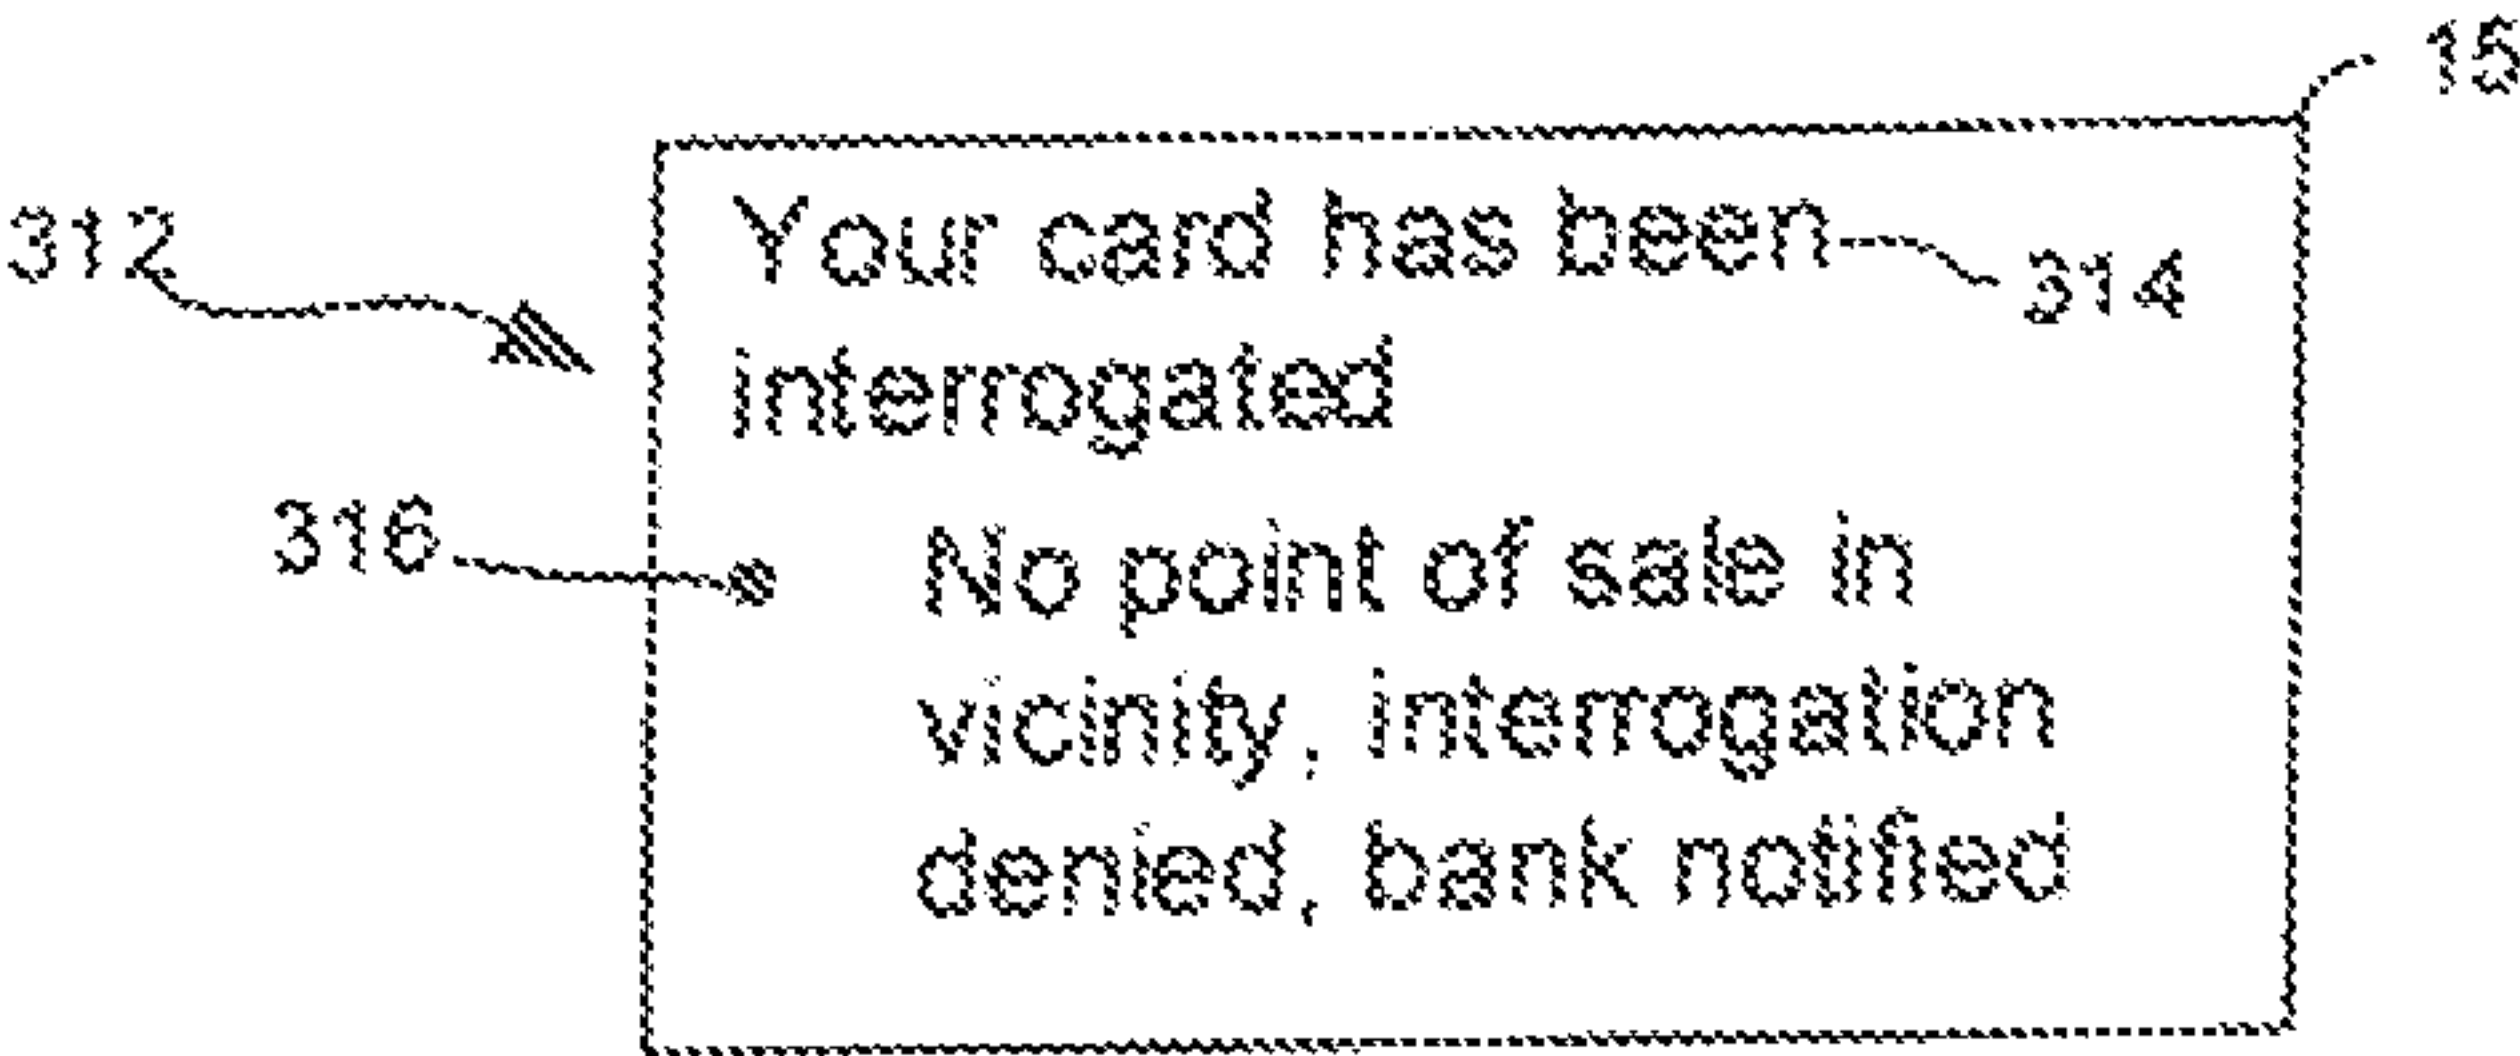 15
312
Your card has been
314
interrogated
316
No point of sale in
vicinity, interrogation
denied, bank notified